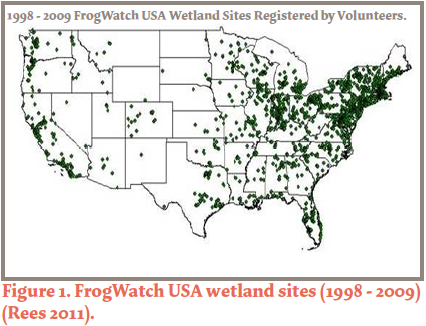 1998 - 2009 FrogWatch USA Wetland Sites Registered by Volunteers.
Figure 1. FrogWatch USA wetland sites (1998 - 2009)
(Rees 2011).